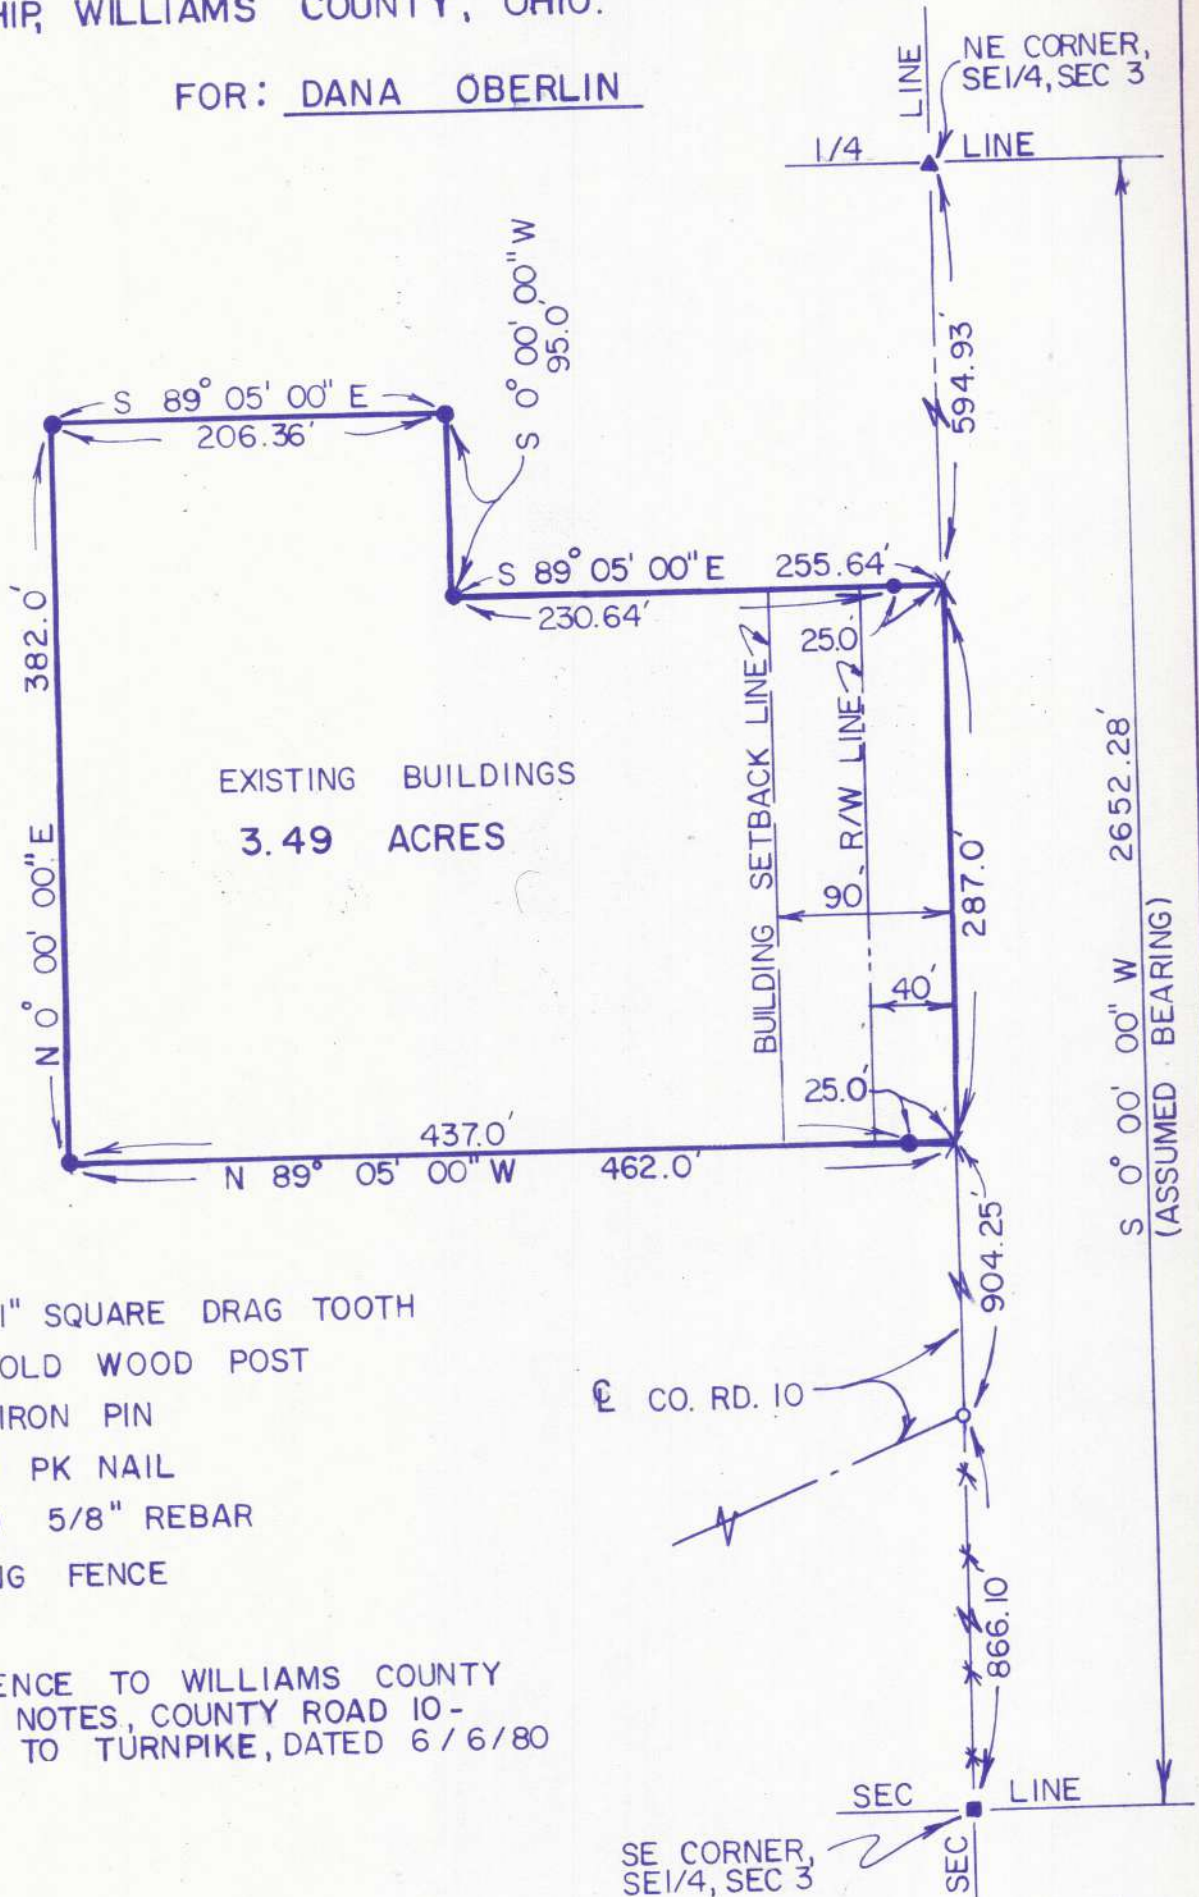 HIP, WILLIAMS COUNTY, OHIO.
FOR: DANA OBERLIN
LINE
NE CORNER,
SE1/4, SEC 3
1/4 LINE
S 0° 00' 00" W
95.0'
594.93'
S 89° 05' 00" E
206.36'
S 89° 05' 00" E 255.64'
230.64'
25.0'
382.0'
N 0° 00' 00" E
EXISTING BUILDINGS
3.49 ACRES
BUILDING SETBACK LINE
R/W LINE
90'
40'
287.0'
2652.28'
S 0° 00' 00" W
(ASSUMED BEARING)
25.0'
437.0'
N 89° 05' 00" W 462.0'
904.25'
1" SQUARE DRAG TOOTH
OLD WOOD POST
IRON PIN
PK NAIL
5/8" REBAR
NG FENCE
℄ CO. RD. 10
866.10'
ENCE TO WILLIAMS COUNTY
NOTES, COUNTY ROAD 10-
TO TURNPIKE, DATED 6/6/80
SEC LINE
SE CORNER,
SE1/4, SEC 3
SEC